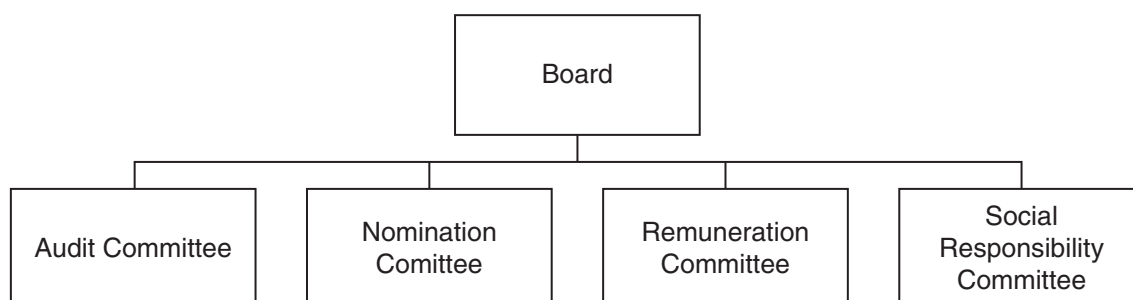 Board
Audit Committee
Nomination
Comittee
Remuneration
Committee
Social
Responsibility
Committee